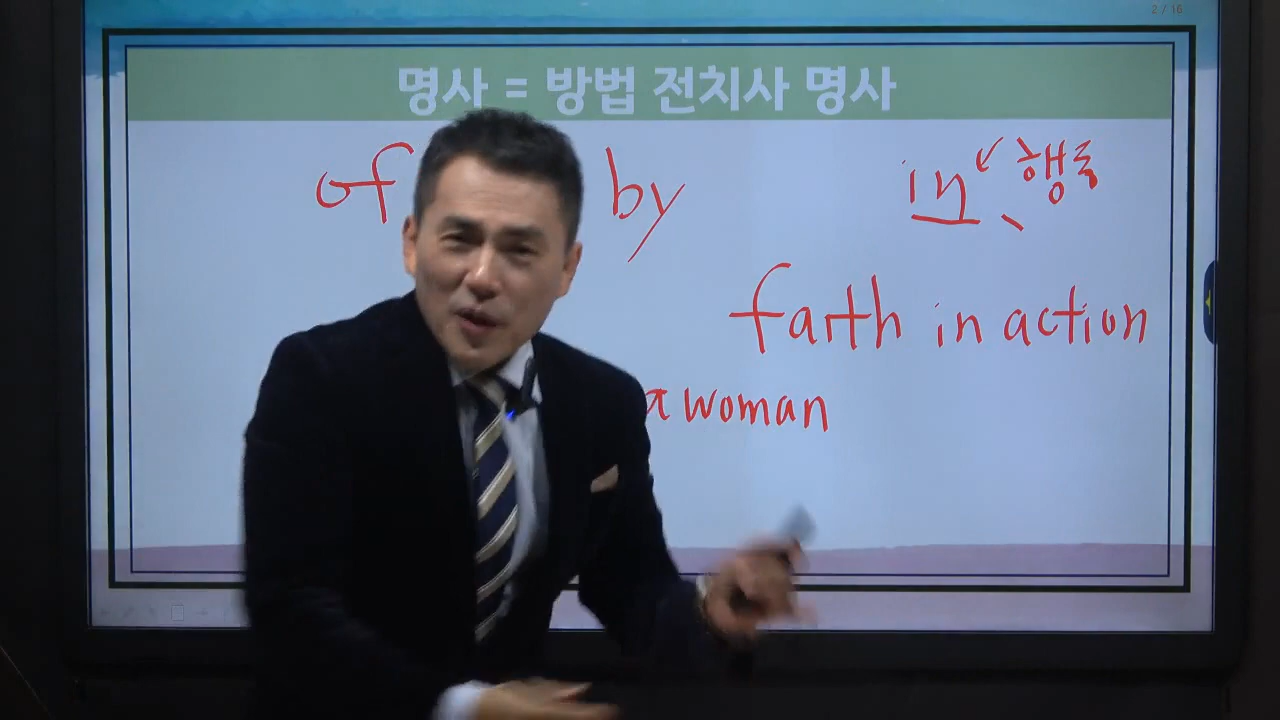 2 / 16
명사 = 방법 전치사 명사
of by in 행동
faith in action
a woman